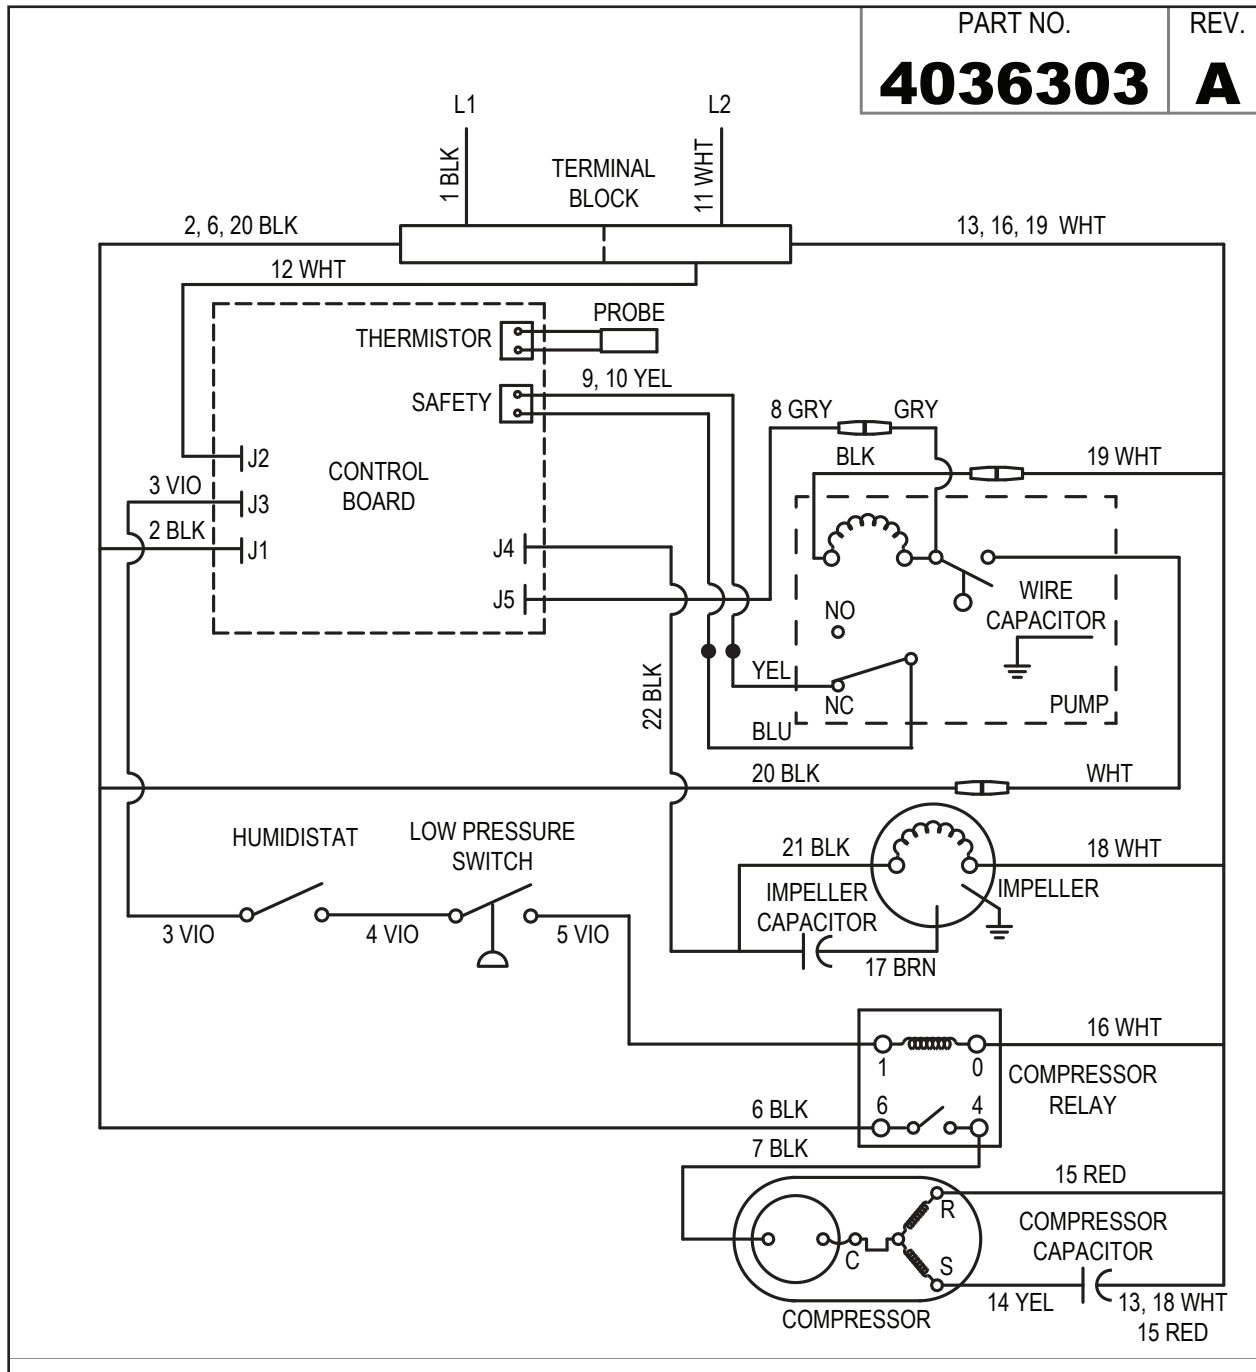 PART NO.
REV.
4036303
A
L1
L2
1 BLK
TERMINAL
BLOCK
11 WHT
2, 6, 20 BLK
13, 16, 19 WHT
12 WHT
THERMISTOR
PROBE
SAFETY
9, 10 YEL
8 GRY
GRY
BLK
19 WHT
J2
3 VIO
J3
CONTROL
BOARD
2 BLK
J1
J4
J5
NO
WIRE
CAPACITOR
YEL
NC
PUMP
22 BLK
BLU
20 BLK
WHT
HUMIDISTAT
LOW PRESSURE
SWITCH
21 BLK
18 WHT
IMPELLER
CAPACITOR
IMPELLER
3 VIO
4 VIO
5 VIO
17 BRN
16 WHT
1
0
COMPRESSOR
RELAY
6 BLK
6
4
7 BLK
15 RED
R
COMPRESSOR
CAPACITOR
C
S
14 YEL
13, 18 WHT
15 RED
COMPRESSOR